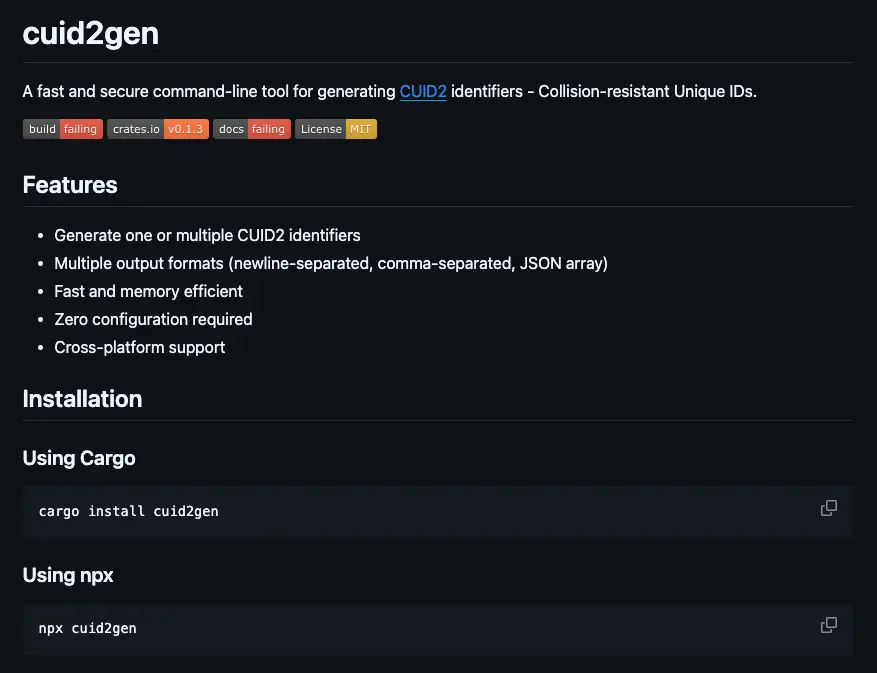 cuid2gen
A fast and secure command-line tool for generating CUID2 identifiers - Collision-resistant Unique IDs.
build failing crates.io v0.1.3 docs failing License MIT
Features
• Generate one or multiple CUID2 identifiers
• Multiple output formats (newline-separated, comma-separated, JSON array)
• Fast and memory efficient
• Zero configuration required
• Cross-platform support
Installation
Using Cargo
cargo install cuid2gen
Using npx
npx cuid2gen